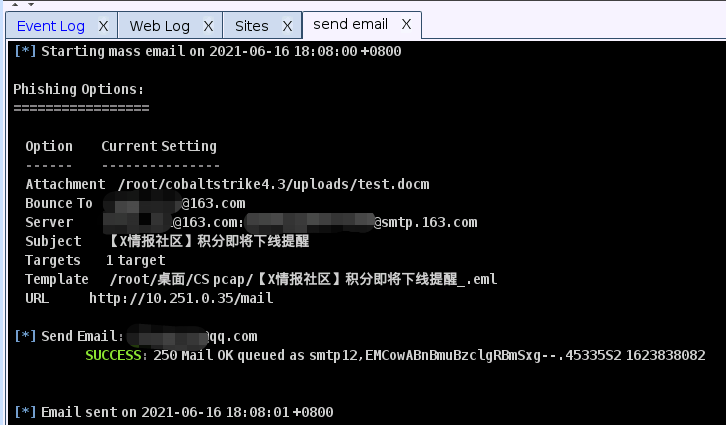 Event Log X Web Log X Sites X send email X
[*] Starting mass email on 2021-06-16 18:08:00 +0800
Phishing Options:
=================
Option Current Setting
------ ---------------
Attachment /root/cobaltstrike4.3/uploads/test.docm
Bounce To @163.com
Server @163.com: @smtp.163.com
Subject 【X情报社区】积分即将下线提醒
Targets 1 target
Template /root/桌面/CS pcap/【X情报社区】积分即将下线提醒_.eml
URL http://10.251.0.35/mail
[*] Send Email: @qq.com
SUCCESS: 250 Mail OK queued as smtp12,EMCowABnBmuBzclgRBmSxg--.45335S2 1623838082
[*] Email sent on 2021-06-16 18:08:01 +0800